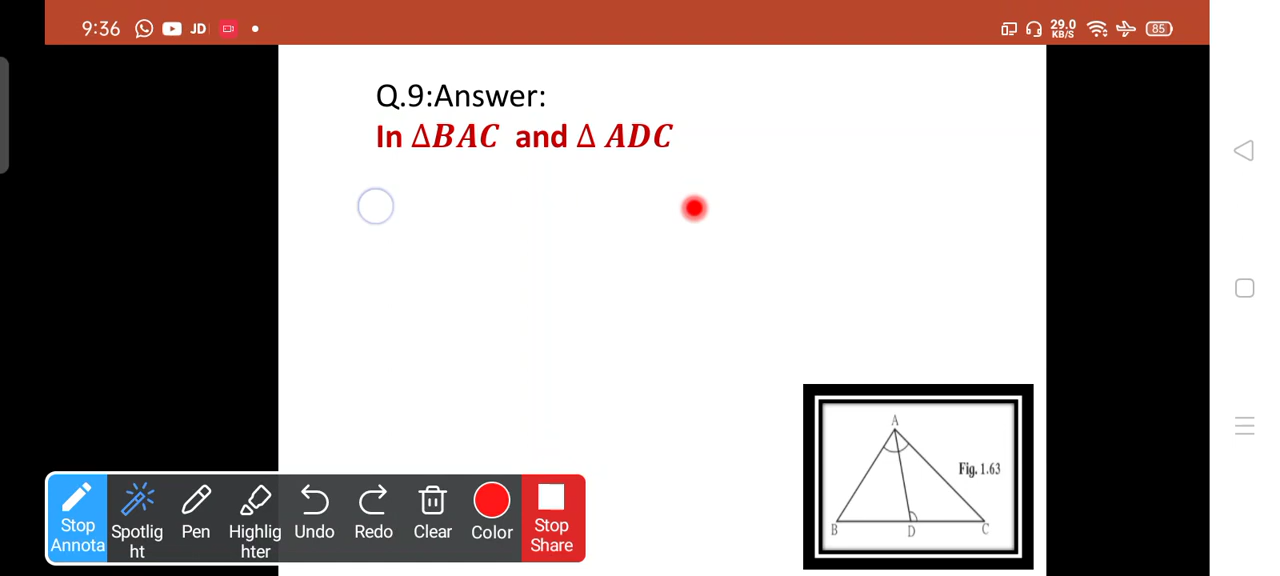 9:36 JD 29.0 KB/S 85
Q.9:Answer:
In ΔBAC and Δ ADC
A
Fig. 1.63
B D C
Stop Annota
Spotlig ht
Pen
Highlig hter
Undo
Redo
Clear
Color
Stop Share